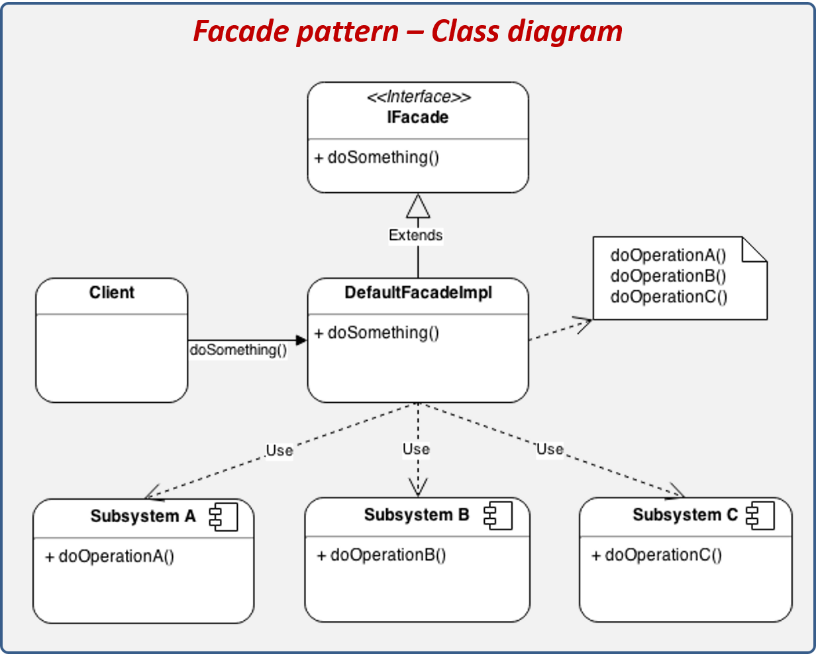 Facade pattern – Class diagram
<<Interface>>
IFacade
+ doSomething()
Extends
doOperationA()
doOperationB()
doOperationC()
Client
doSomething()
DefaultFacadeImpl
+ doSomething()
Use
Use
Use
Subsystem A
+ doOperationA()
Subsystem B
+ doOperationB()
Subsystem C
+ doOperationC()